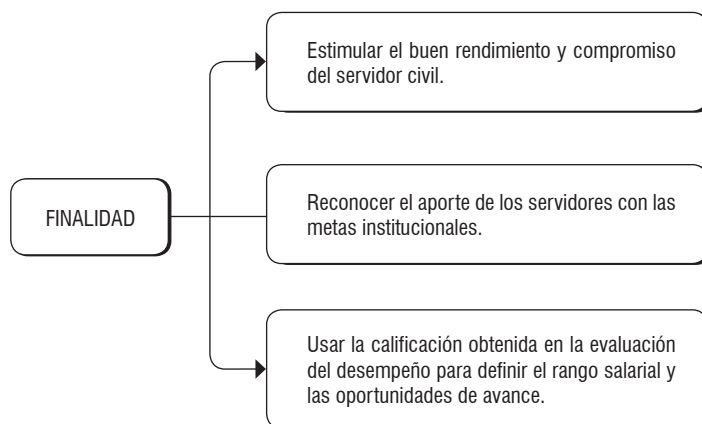 Estimular el buen rendimiento y compromiso
del servidor civil.
FINALIDAD
Reconocer el aporte de los servidores con las
metas institucionales.
Usar la calificación obtenida en la evaluación
del desempeño para definir el rango salarial y
las oportunidades de avance.